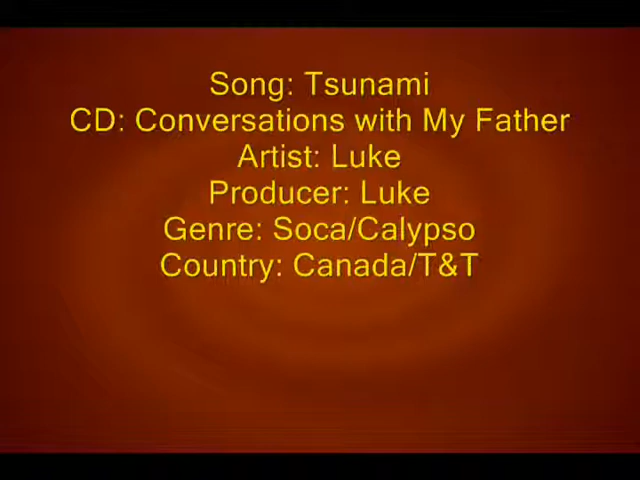 Song: Tsunami
CD: Conversations with My Father
Artist: Luke
Producer: Luke
Genre: Soca/Calypso
Country: Canada/T&T